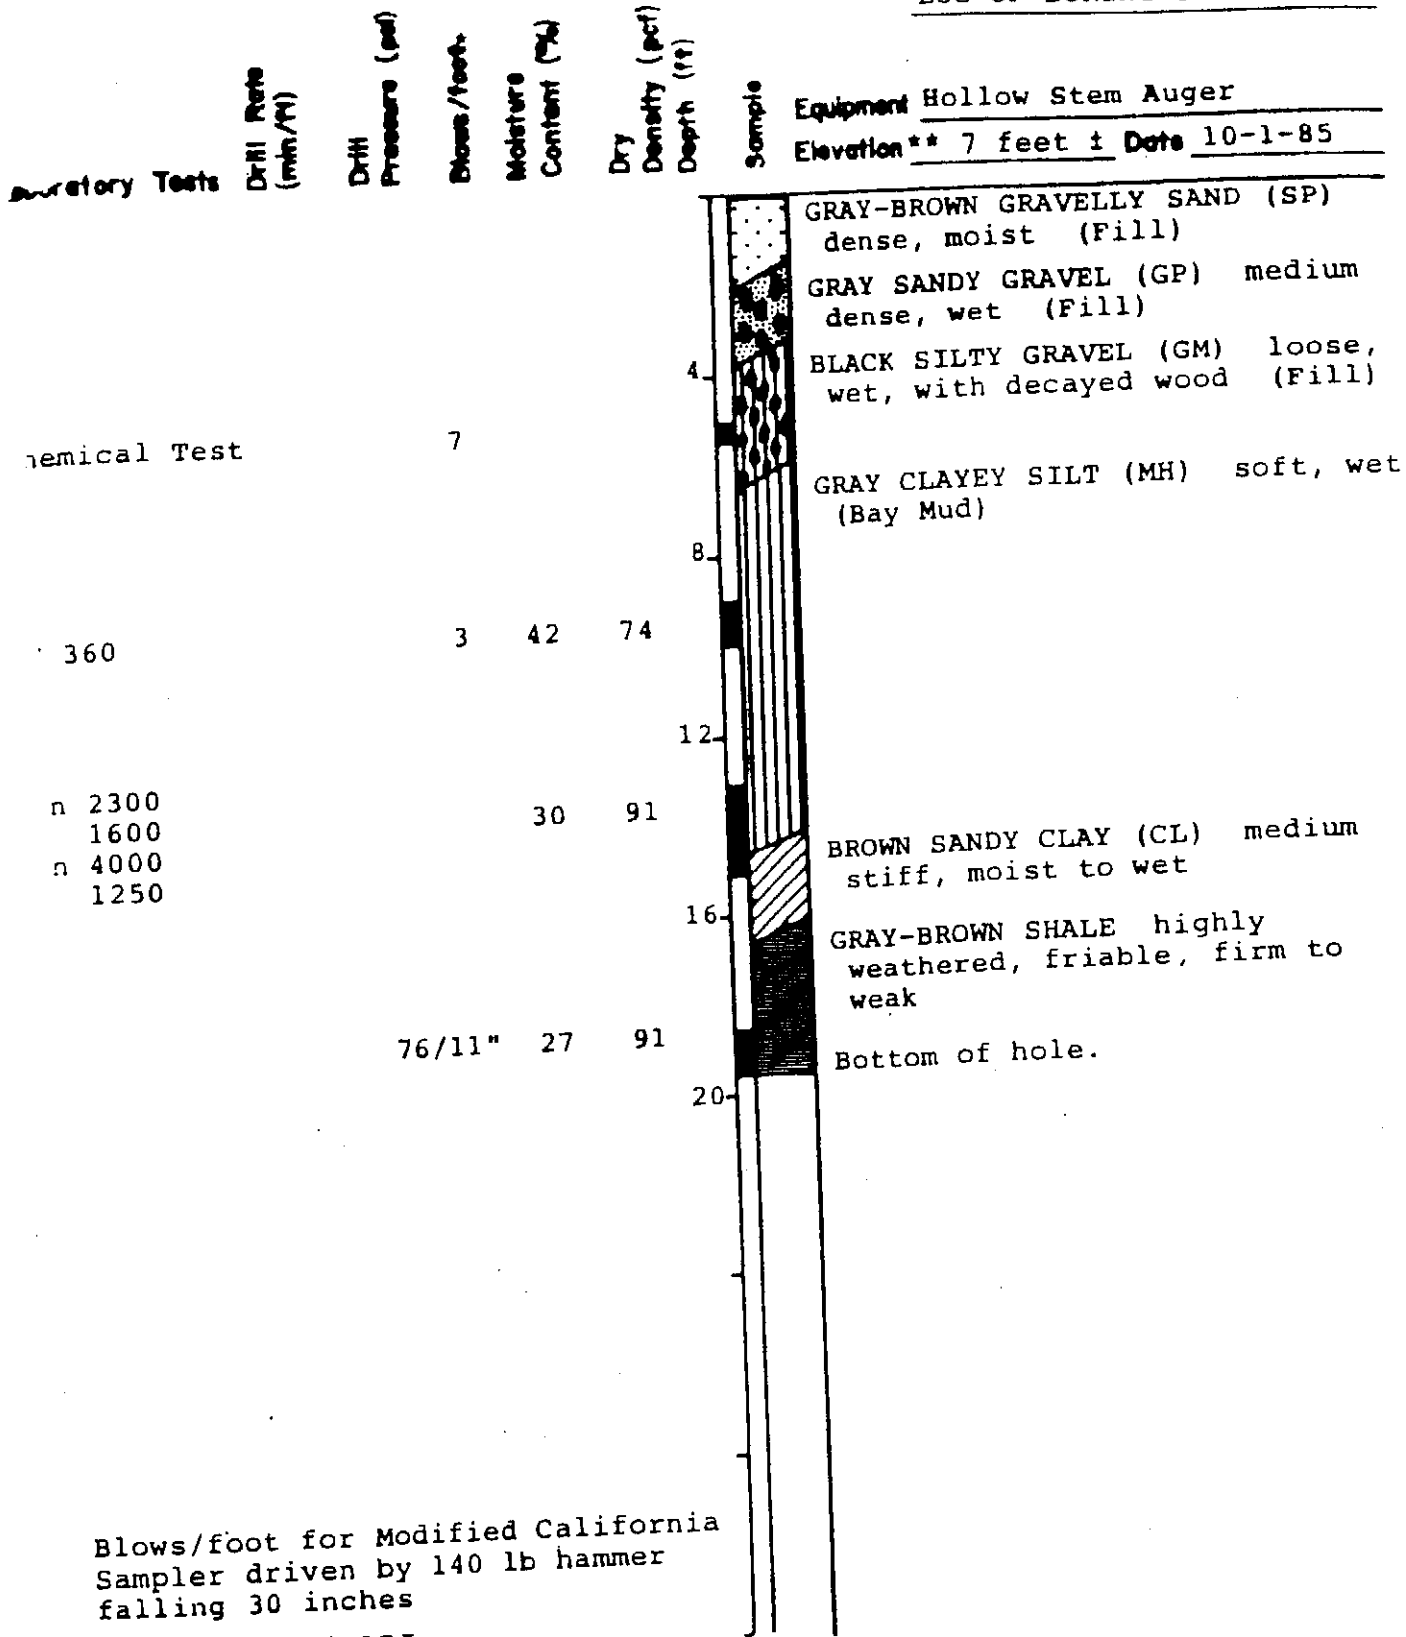 Equipment Hollow Stem Auger
Elevation ** 7 feet ± Date 10-1-85
Tests
Drill Rate
(min/ft)
Drill
Pressure (psi)
Blows/foot
Moisture
Content (%)
Dry
Density (pcf)
Depth (ft)
Sample
GRAY-BROWN GRAVELLY SAND (SP)
dense, moist (Fill)
GRAY SANDY GRAVEL (GP) medium
dense, wet (Fill)
4
BLACK SILTY GRAVEL (GM) loose,
wet, with decayed wood (Fill)
Test 7
GRAY CLAYEY SILT (MH) soft, wet
(Bay Mud)
8
360 3 42 74
12
n 2300 30 91
1600
n 4000
1250
BROWN SANDY CLAY (CL) medium
stiff, moist to wet
16
GRAY-BROWN SHALE highly
weathered, friable, firm to
weak
76/11" 27 91
Bottom of hole.
20
Blows/foot for Modified California
Sampler driven by 140 lb hammer
falling 30 inches